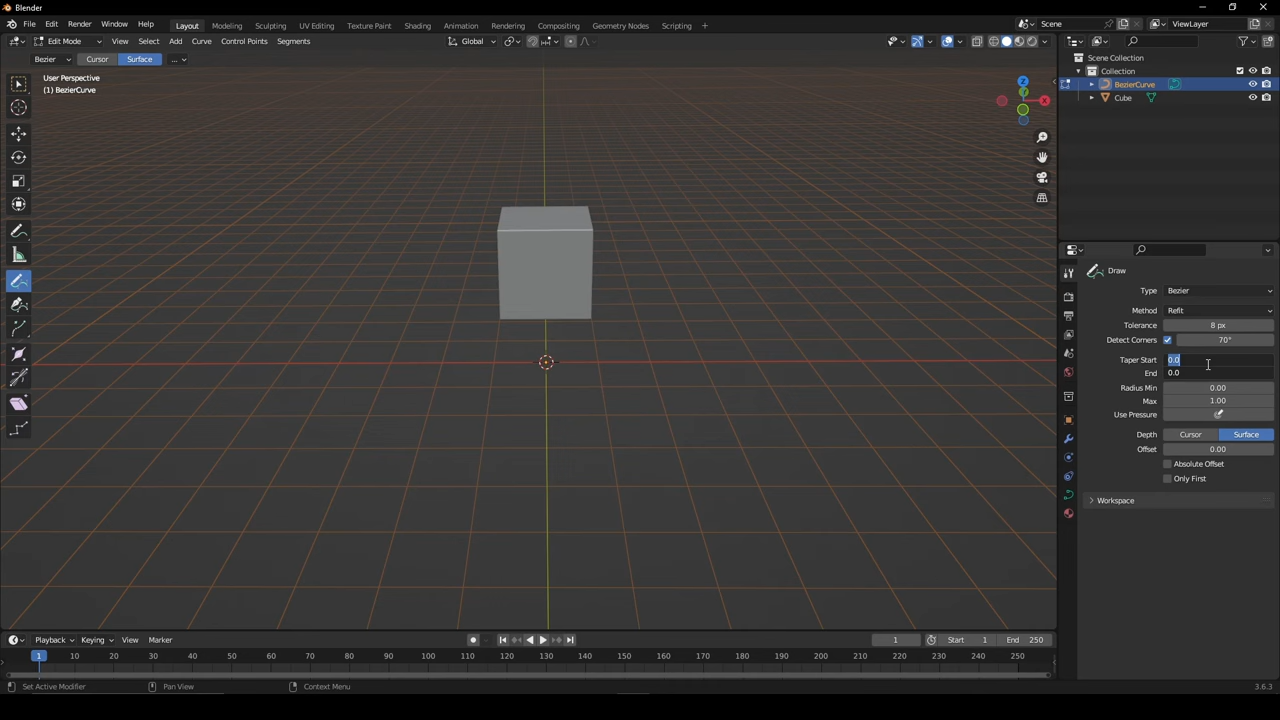 Blender
File Edit Render Window Help Layout Modeling Sculpting UV Editing Texture Paint Shading Animation Rendering Compositing Geometry Nodes Scripting + Scene ViewLayer
Edit Mode View Select Add Curve Control Points Segments Global
Bezier Cursor Surface ...
User Perspective
(1) BezierCurve
Z
X
Scene Collection
Collection
BezierCurve
Cube
Draw
Type Bezier
Method Refit
Tolerance 8 px
Detect Corners 70°
Taper Start 0.0
End 0.0
Radius Min 0.00
Max 1.00
Use Pressure
Depth Cursor Surface
Offset 0.00
Absolute Offset
Only First
Workspace
Playback Keying View Marker 1 Start 1 End 250
1 10 20 30 40 50 60 70 80 90 100 110 120 130 140 150 160 170 180 190 200 210 220 230 240 250
Set Active Modifier Pan View Context Menu 3.6.3